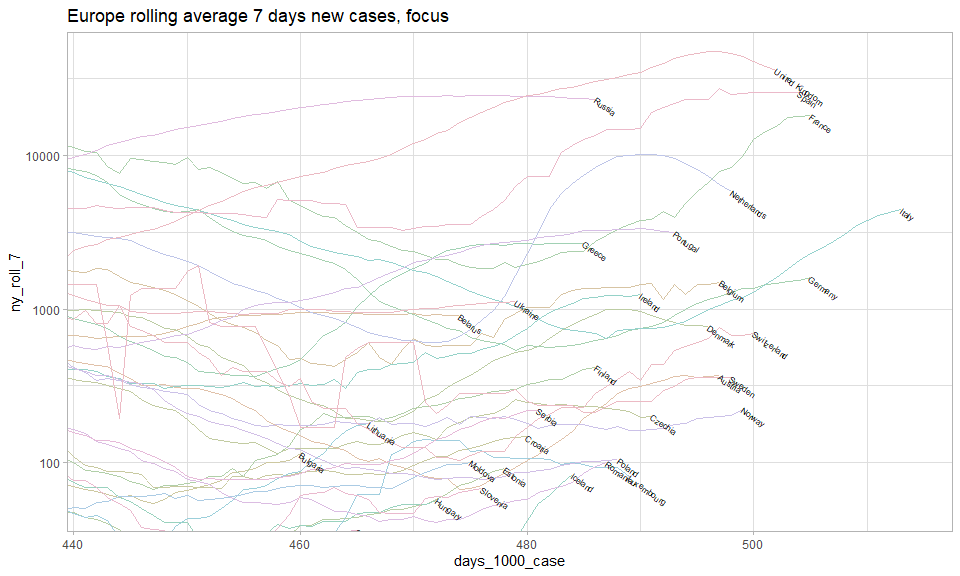 Europe rolling average 7 days new cases, focus
ny_roll_7
10000
1000
100
United Kingdom
Spain
Russia
France
Netherlands
Italy
Portugal
Greece
Germany
Belgium
Ireland
Ukraine
Belarus
Denmark
Switzerland
Finland
Sweden
Austria
Norway
Serbia
Czechia
Lithuania
Croatia
Bulgaria
Poland
Moldova
Romania
Estonia
Iceland
Luxembourg
Slovenia
Hungary
440
460
480
500
days_1000_case